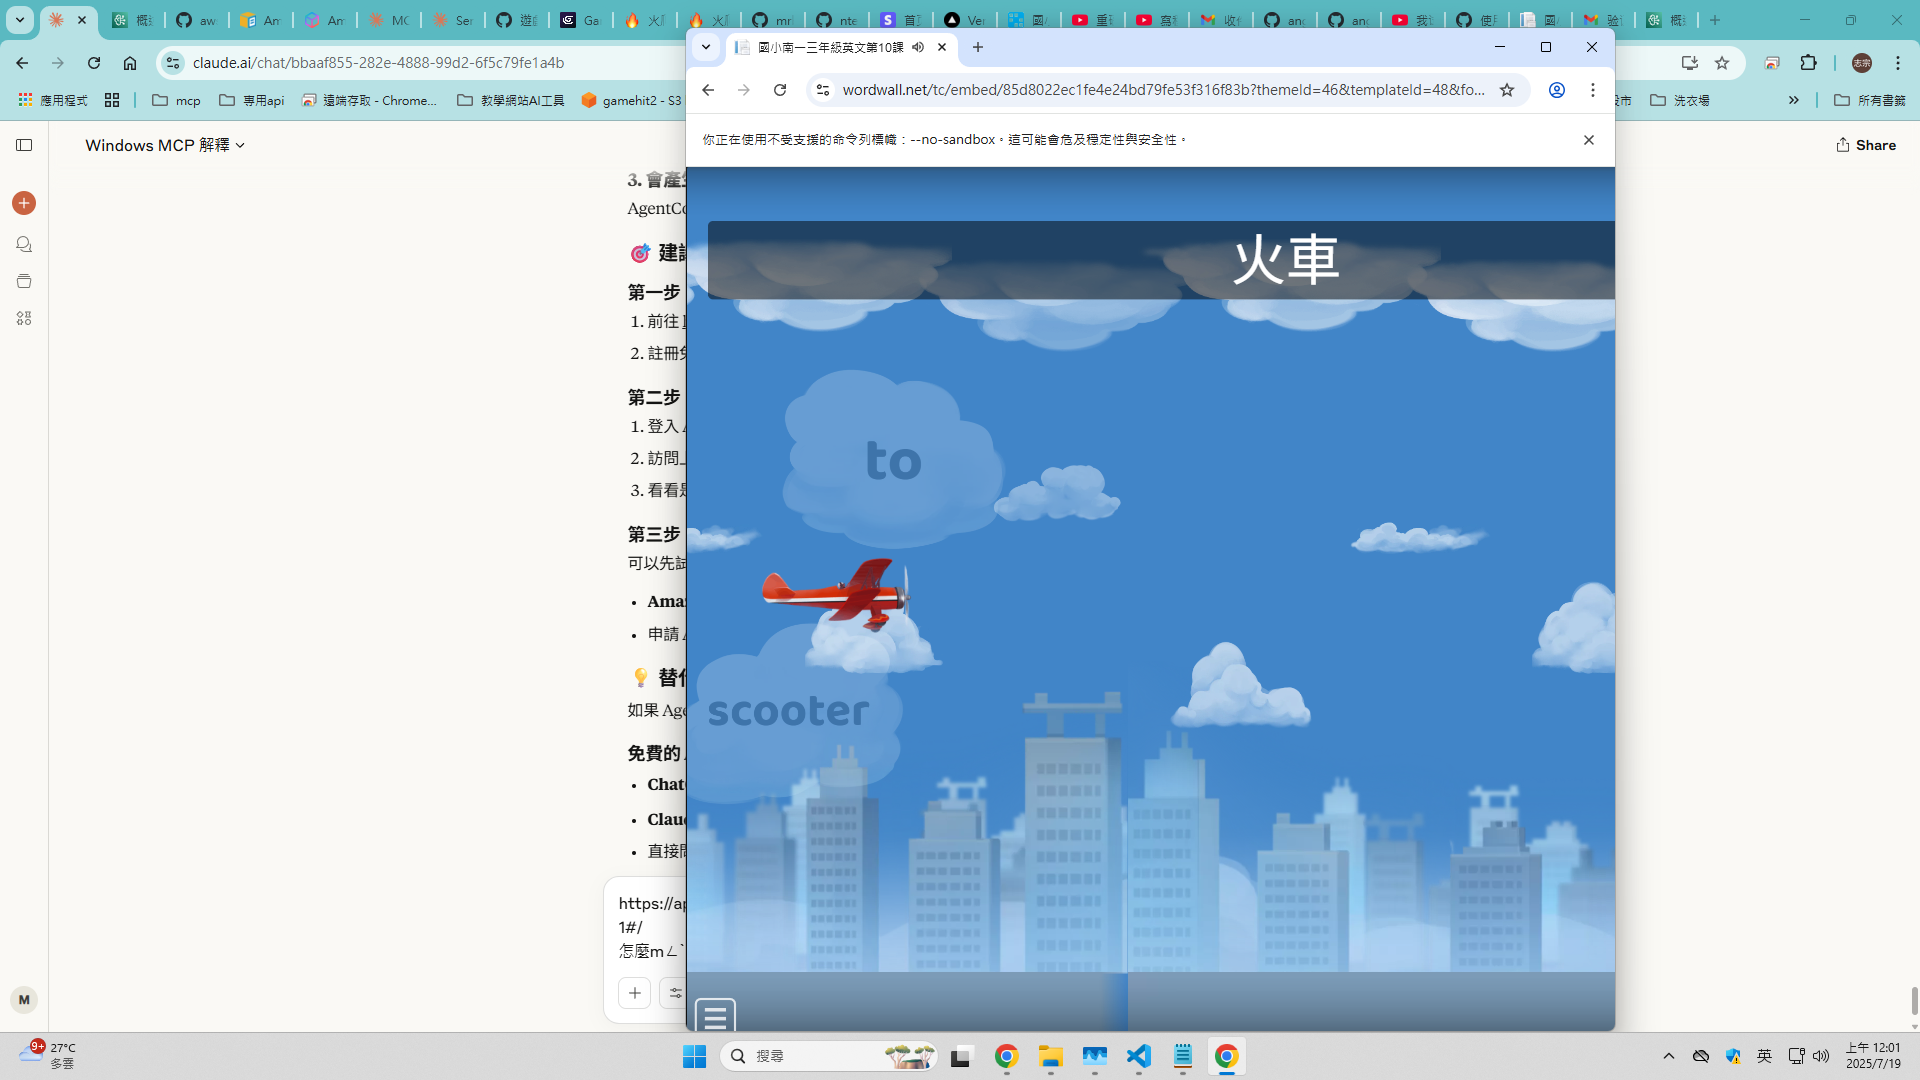 claude.ai/chat/bbaaf855-282e-4888-99d2-6f5c79fe1a4b
應用程式
mcp
專用api
遠端存取 - Chrome...
教學網站AI工具
gamehit2 - S3
洗衣場
所有書籤
Windows MCP 解釋
Share
3. 會產
AgentCo
建
第一步
1. 前往
2. 註冊
第二步
1. 登入
2. 訪問
3. 看看
第三步
可以先試
Ama
申請
替
如果 Age
免費的
Chat
Clau
直接
https://ap
1#/
怎麼mㄥˋ
M
國小南一三年級英文第10課
wordwall.net/tc/embed/85d8022ec1fe4e24bd79fe53f316f83b?themeId=46&templateId=48&fo...
你正在使用不受支援的命令列標幟：--no-sandbox。這可能會危及穩定性與安全性。
火車
to
scooter
9+
27°C
多雲
搜尋
英
上午 12:01
2025/7/19